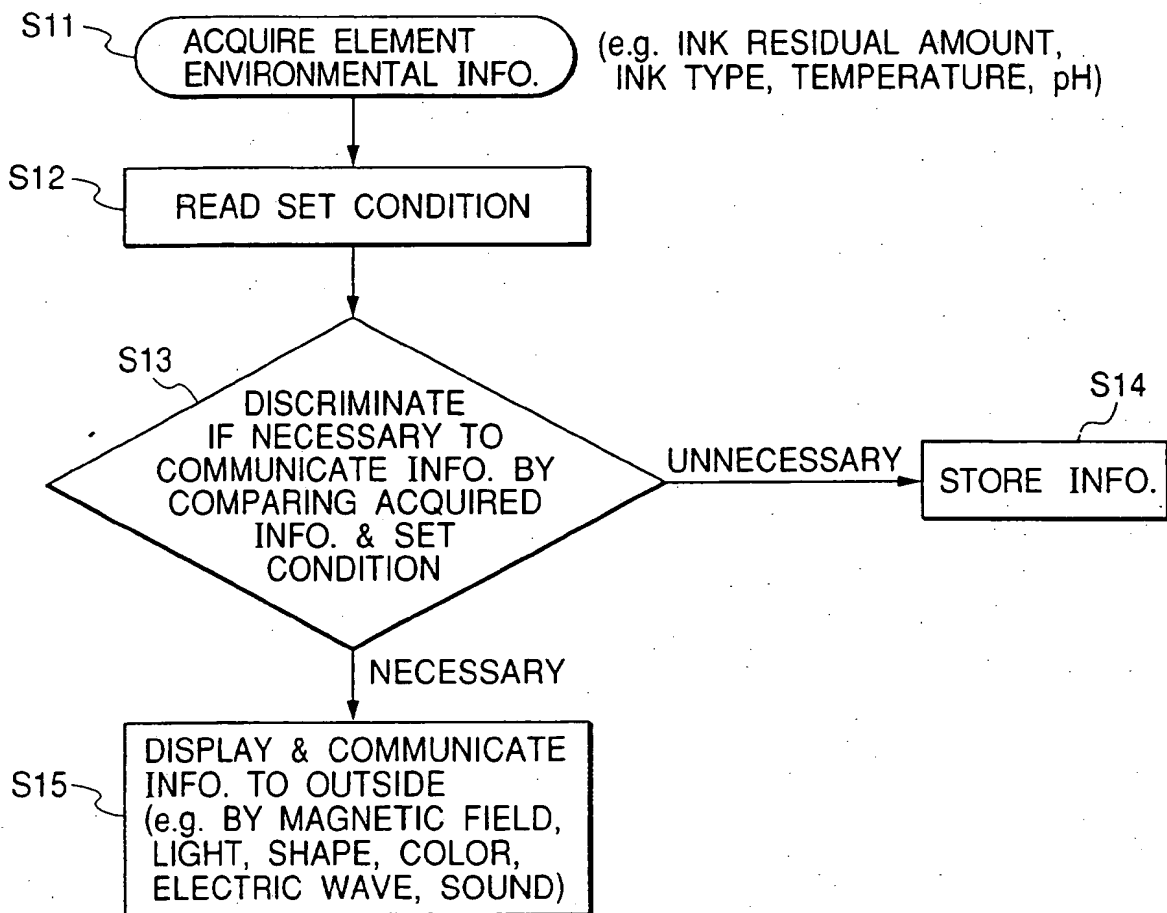 S11
ACQUIRE ELEMENT
ENVIRONMENTAL INFO.
(e.g. INK RESIDUAL AMOUNT,
INK TYPE, TEMPERATURE, pH)
S12
READ SET CONDITION
S13
DISCRIMINATE
IF NECESSARY TO
COMMUNICATE INFO. BY
COMPARING ACQUIRED
INFO. & SET
CONDITION
UNNECESSARY
S14
STORE INFO.
NECESSARY
S15
DISPLAY & COMMUNICATE
INFO. TO OUTSIDE
(e.g. BY MAGNETIC FIELD,
LIGHT, SHAPE, COLOR,
ELECTRIC WAVE, SOUND)